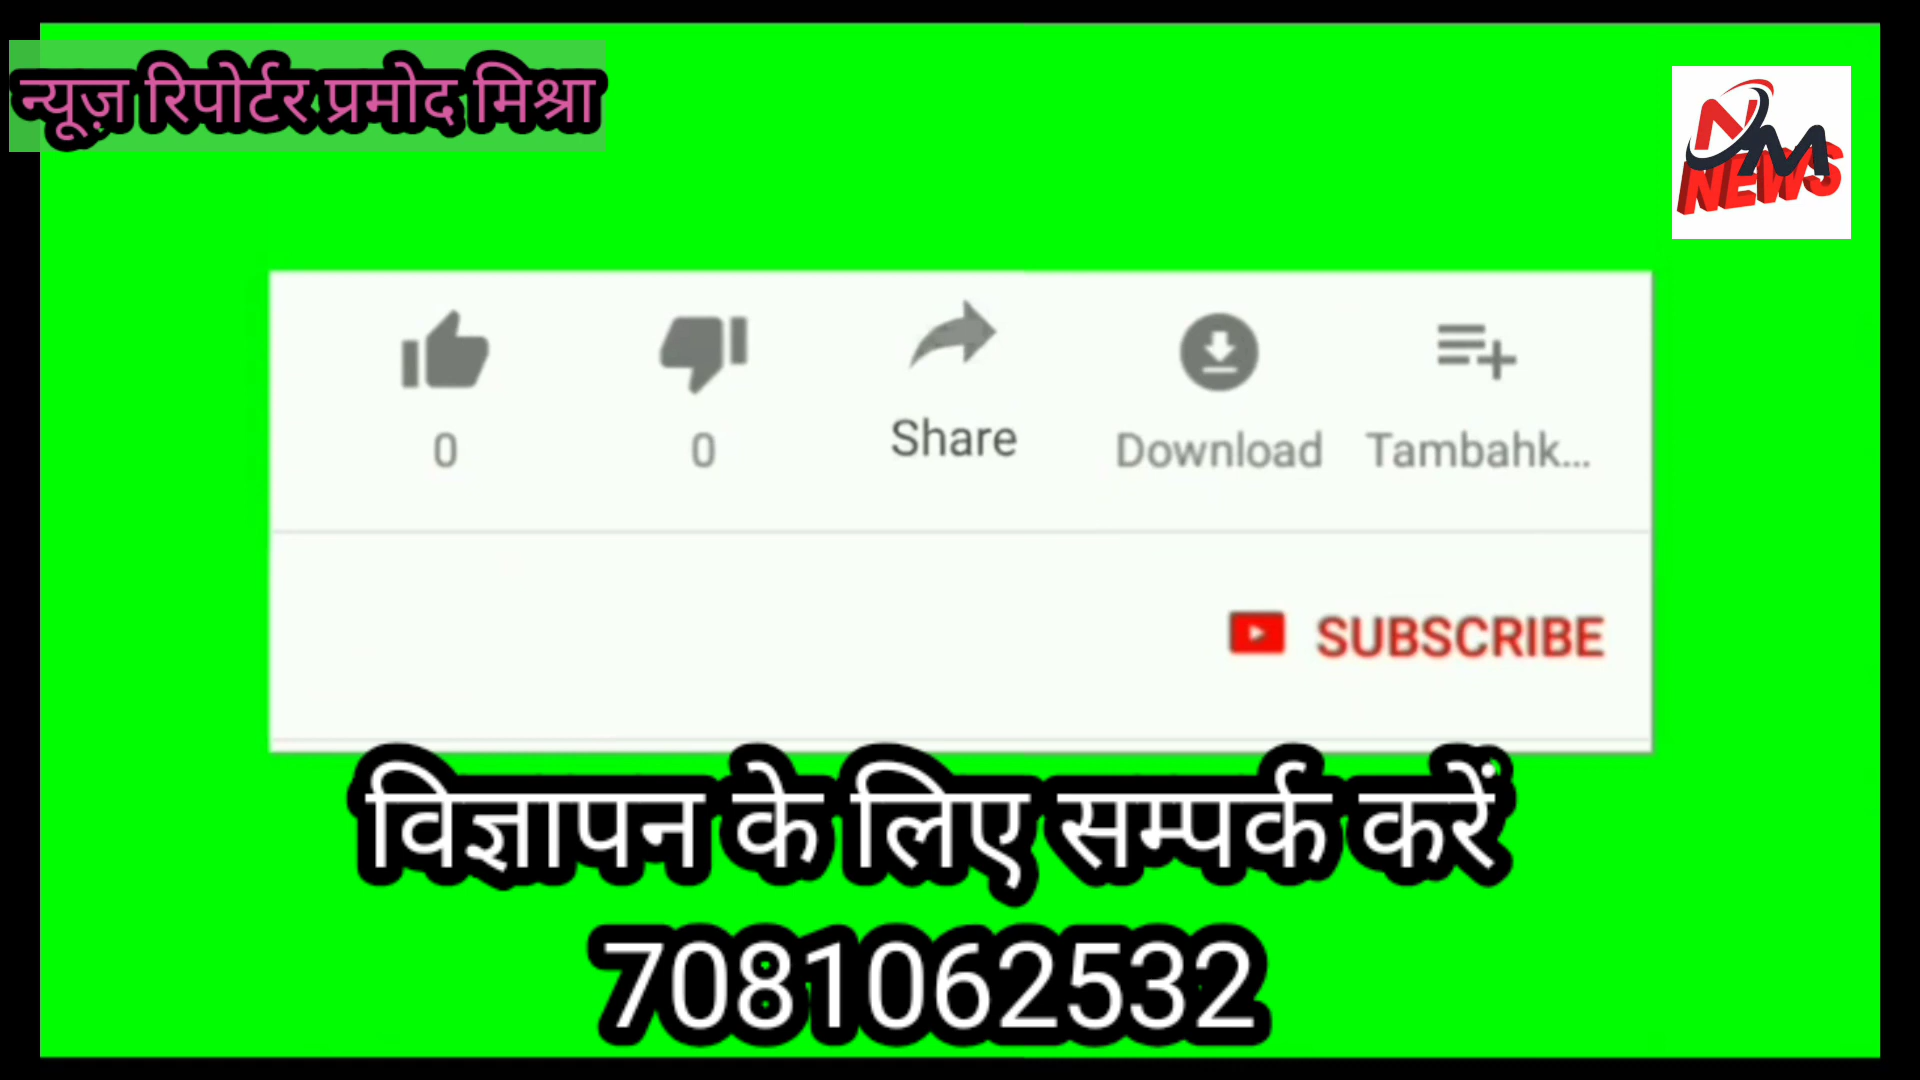 न्यूज़ रिपोर्टर प्रमोद मिश्रा
NM
NEWS
0 0 Share Download Tambahk...
SUBSCRIBE
विज्ञापन के लिए सम्पर्क करें
7081062532